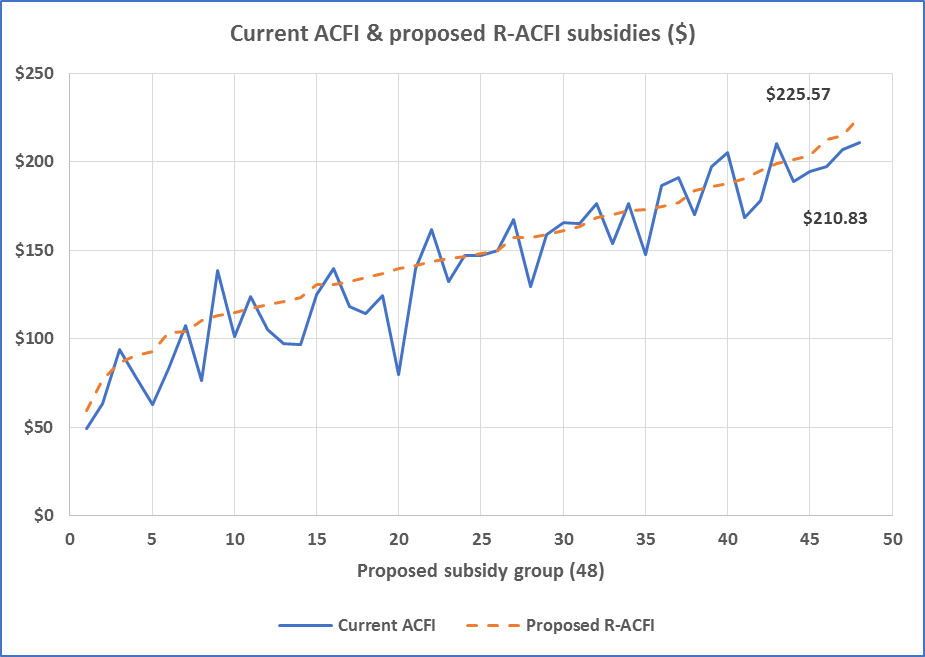 Current ACFI & proposed R-ACFI subsidies ($)
$250
$225.57
$200
$210.83
$150
$100
$50
$0
0 5 10 15 20 25 30 35 40 45 50
Proposed subsidy group (48)
Current ACFI Proposed R-ACFI